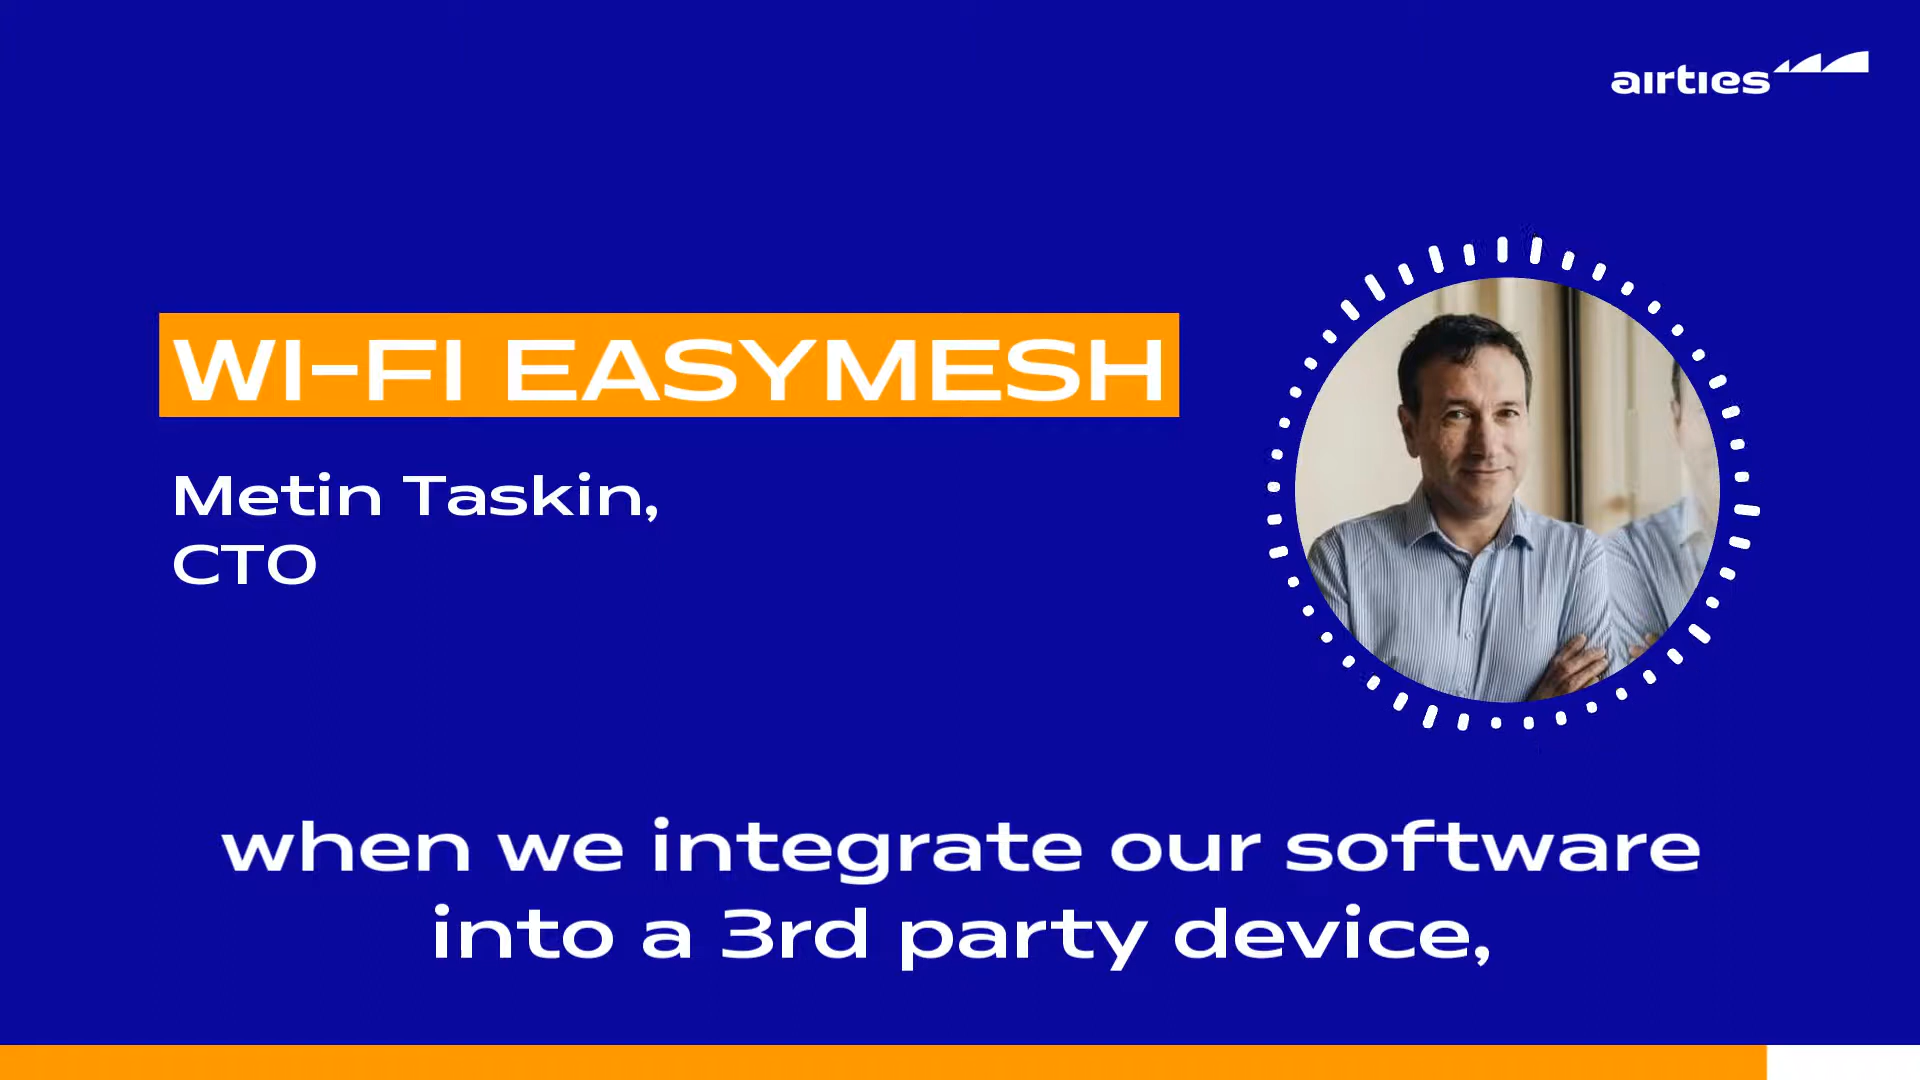 airties
WI-FI EASYMESH
Metin Taskin,
CTO
when we integrate our software
into a 3rd party device,